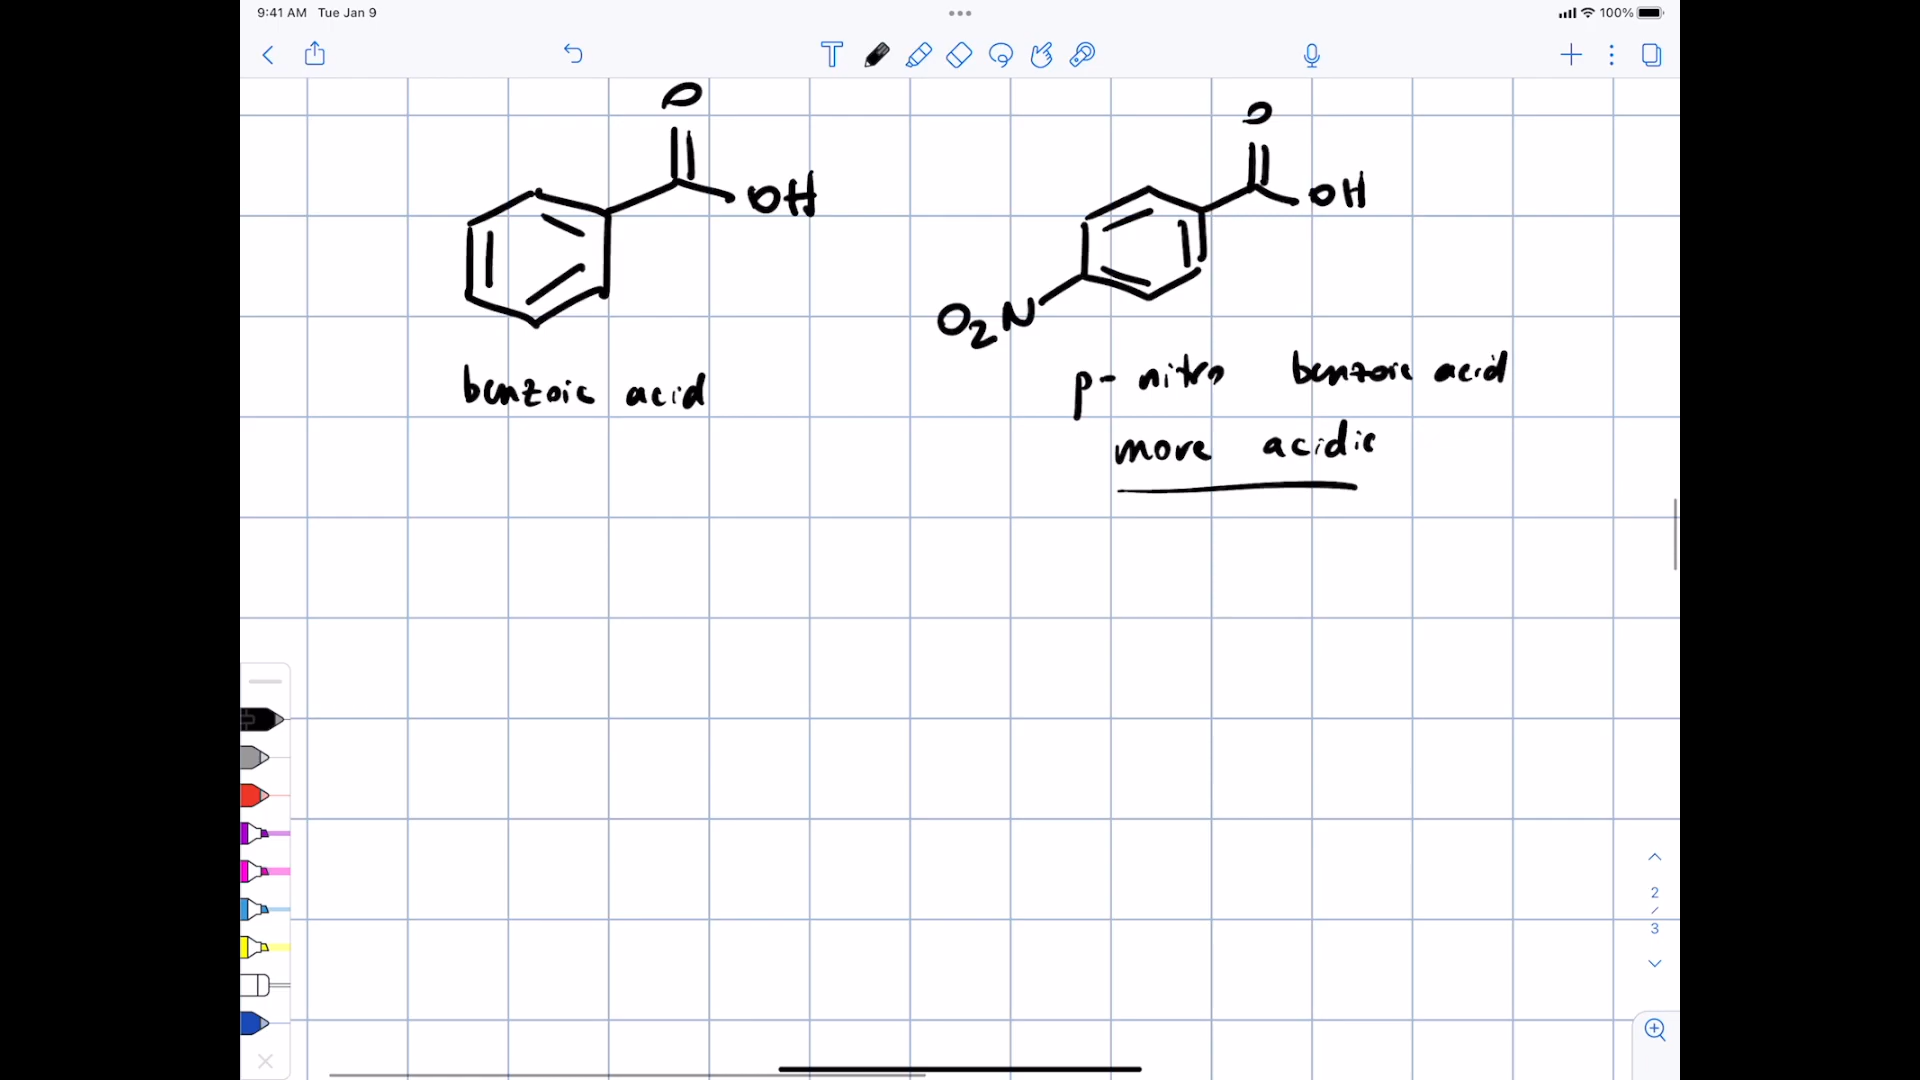 9:41 AM Tue Jan 9
100%
O
OH
O
OH
O2N
benzoic acid
p- nitro benzoic acid
more acidic
2
/
3